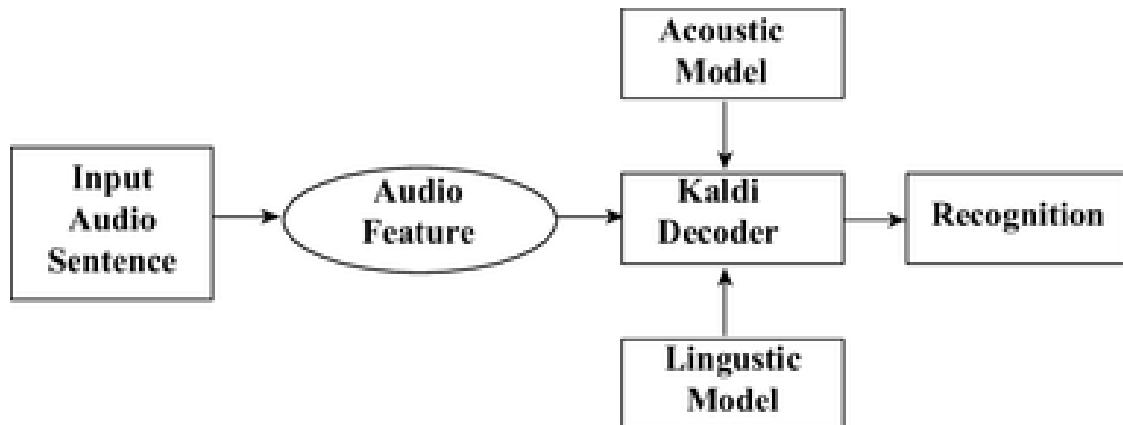 Acoustic
Model
Input
Audio
Sentence
Audio
Feature
Kaldi
Decoder
Recognition
Lingustic
Model